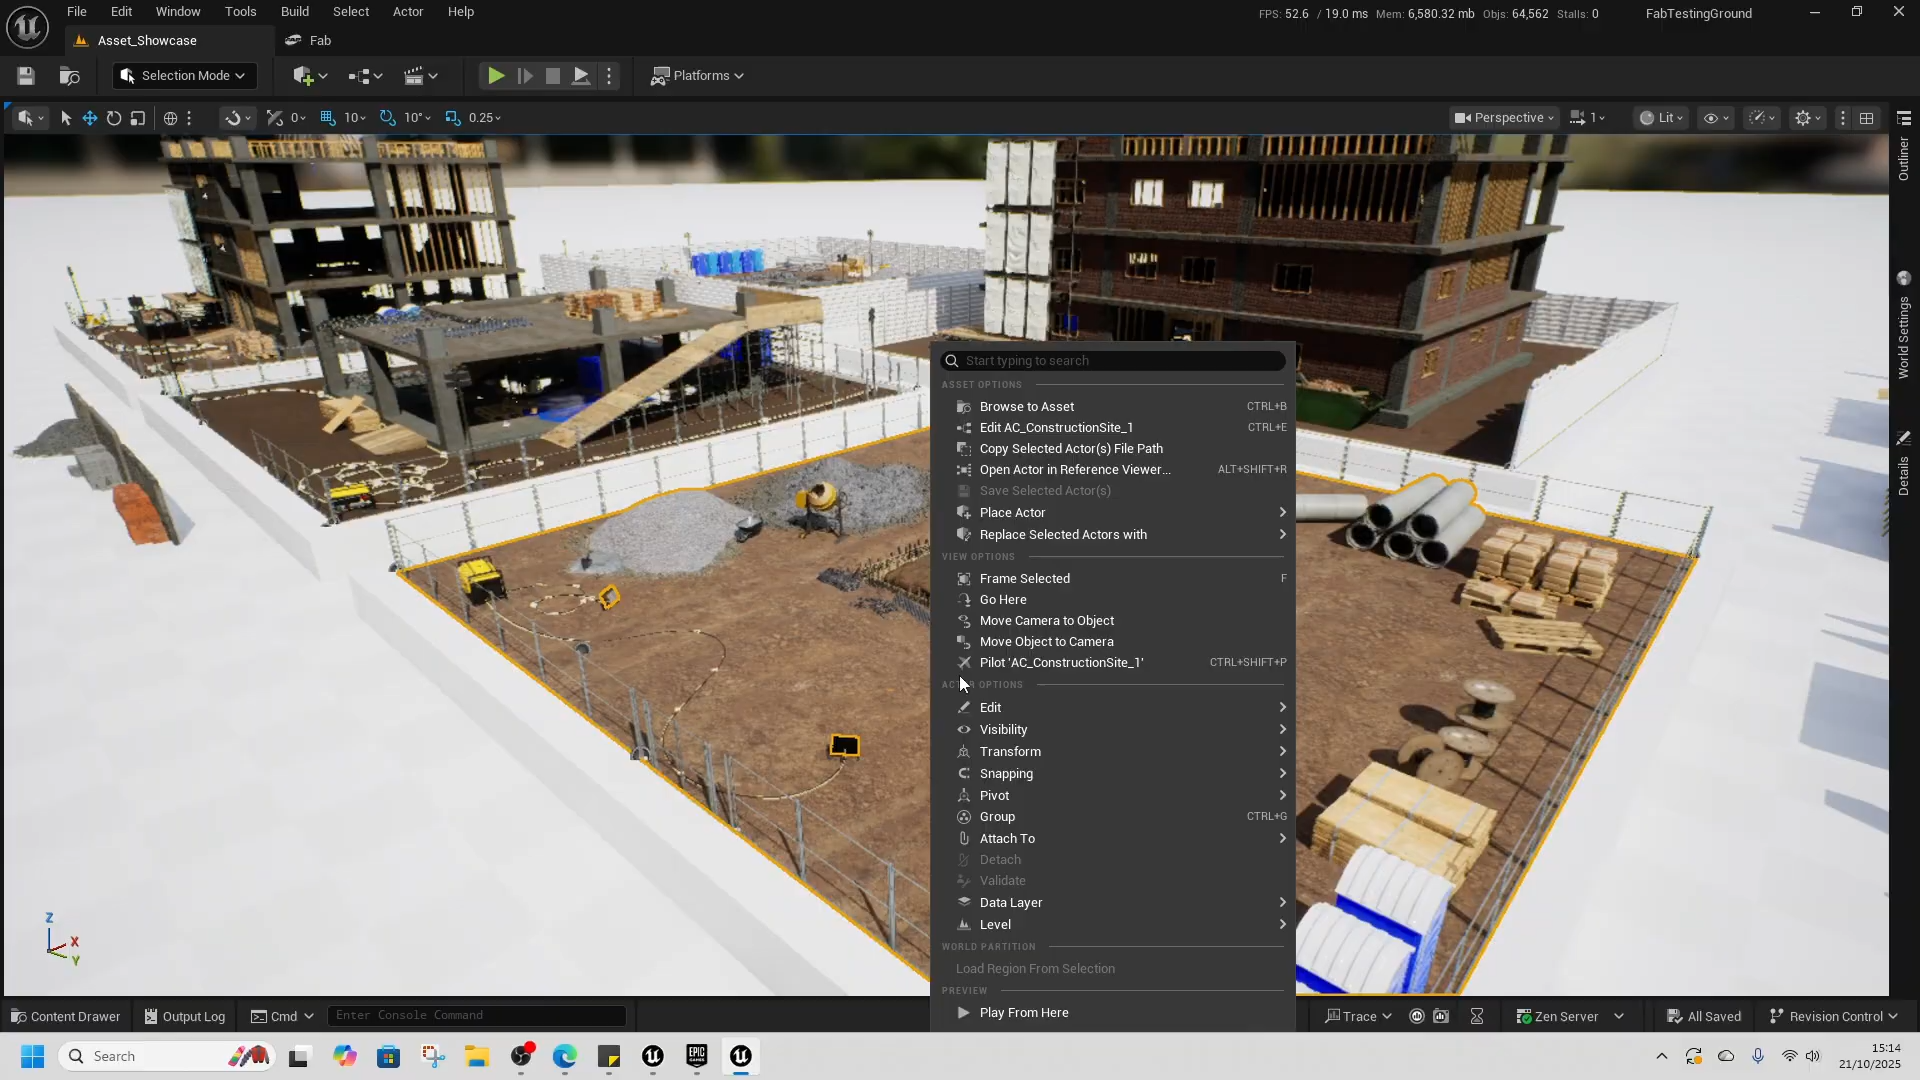 File Edit Window Tools Build Select Actor Help
FPS: 52.6 / 19.0 ms Mem: 6,580.32 mb Objs: 64,562 Stalls: 0 FabTestingGround
Asset_Showcase Fab
Selection Mode Platforms
0 10 10° 0.25 Perspective 1 Lit
Outliner
World Settings
Details
Start typing to search
ASSET OPTIONS
Browse to Asset CTRL+B
Edit AC_ConstructionSite_1 CTRL+E
Copy Selected Actor(s) File Path
Open Actor in Reference Viewer... ALT+SHIFT+R
Save Selected Actor(s)
Place Actor
Replace Selected Actors with
VIEW OPTIONS
Frame Selected F
Go Here
Move Camera to Object
Move Object to Camera
Pilot 'AC_ConstructionSite_1' CTRL+SHIFT+P
ACTOR OPTIONS
Edit
Visibility
Transform
Snapping
Pivot
Group CTRL+G
Attach To
Detach
Validate
Data Layer
Level
WORLD PARTITION
Load Region From Selection
PREVIEW
Play From Here
Z
X
Y
Content Drawer Output Log Cmd Enter Console Command Trace Zen Server All Saved Revision Control
Search
EPIC GAMES
15:14
21/10/2025